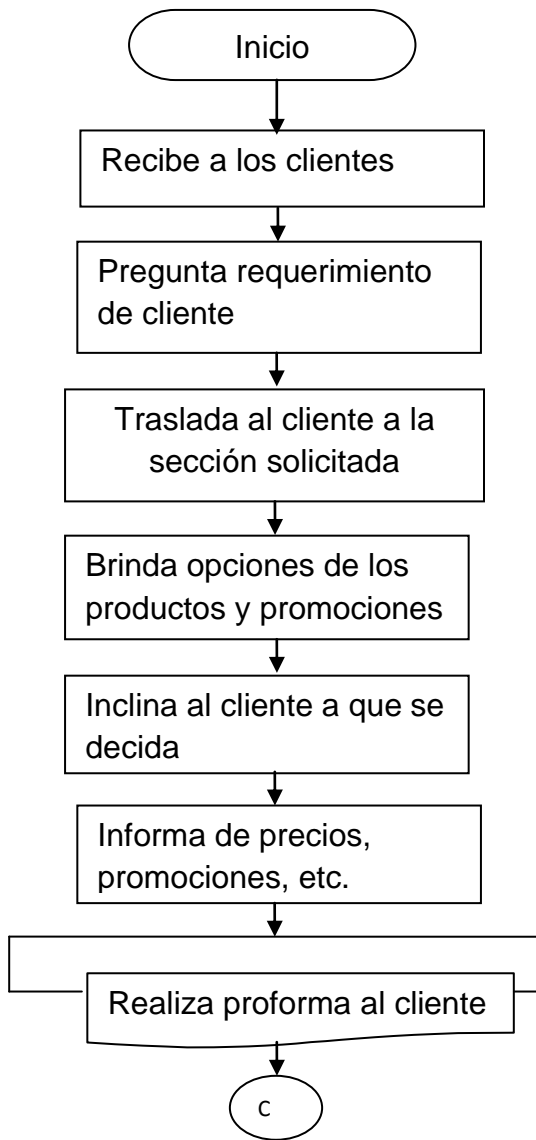 Inicio
Recibe a los clientes
Pregunta requerimiento
de cliente
Traslada al cliente a la
sección solicitada
Brinda opciones de los
productos y promociones
Inclina al cliente a que se
decida
Informa de precios,
promociones, etc.
Realiza proforma al cliente
C